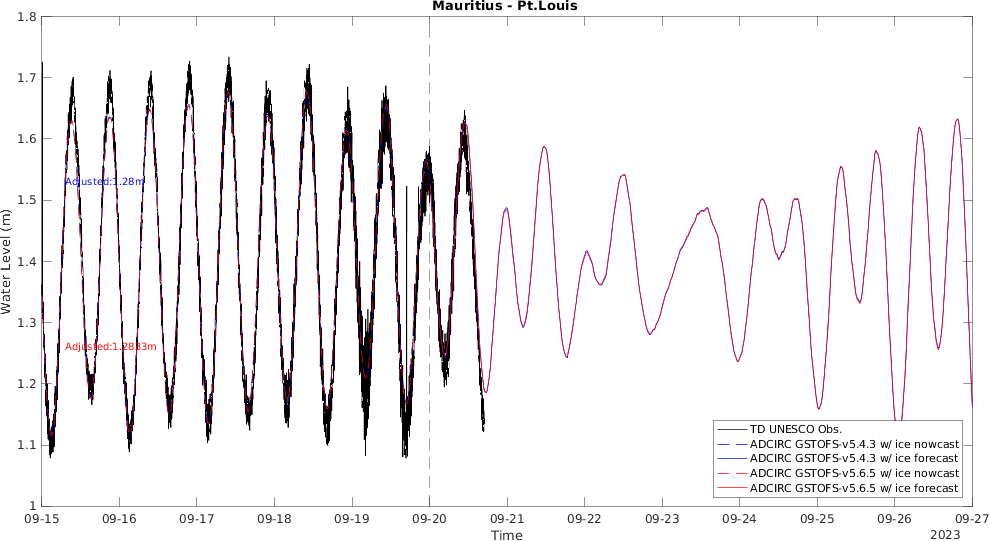 Mauritius - Pt.Louis
Water Level (m)
1.8
1.7
1.6
1.5
1.4
1.3
1.2
1.1
1
Adjusted:1.28m
Adjusted:1.2883m
TD UNESCO Obs.
ADCIRC GSTOFS-v5.4.3 w/ ice nowcast
ADCIRC GSTOFS-v5.4.3 w/ ice forecast
ADCIRC GSTOFS-v5.6.5 w/ ice nowcast
ADCIRC GSTOFS-v5.6.5 w/ ice forecast
09-15 09-16 09-17 09-18 09-19 09-20 09-21 09-22 09-23 09-24 09-25 09-26 09-27
Time
2023